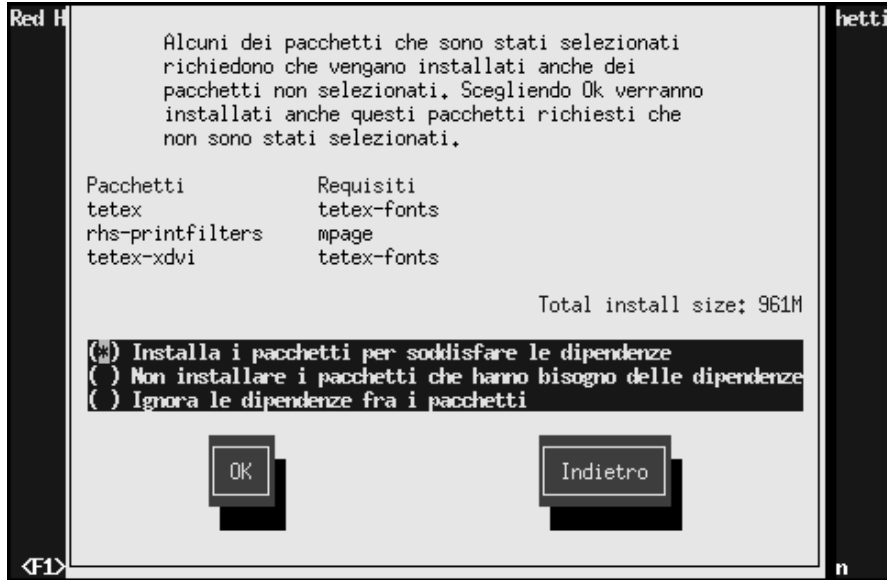 Red H
hetti
Alcuni dei pacchetti che sono stati selezionati
richiedono che vengano installati anche dei
pacchetti non selezionati. Scegliendo Ok verranno
installati anche questi pacchetti richiesti che
non sono stati selezionati.
Pacchetti Requisiti
tetex tetex-fonts
rhs-printfilters mpage
tetex-xdvi tetex-fonts
Total install size: 961M
(*) Installa i pacchetti per soddisfare le dipendenze
( ) Non installare i pacchetti che hanno bisogno delle dipendenze
( ) Ignora le dipendenze fra i pacchetti
OK Indietro
<F1> n